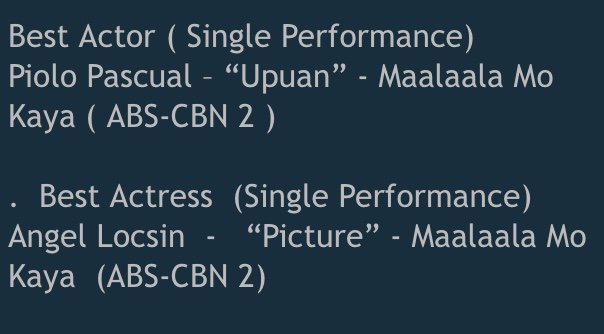 Best Actor ( Single Performance)
Piolo Pascual – “Upuan” - Maalaala Mo
Kaya ( ABS-CBN 2 )
.  Best Actress  (Single Performance)
Angel Locsin  -   “Picture” - Maalaala Mo
Kaya  (ABS-CBN 2)